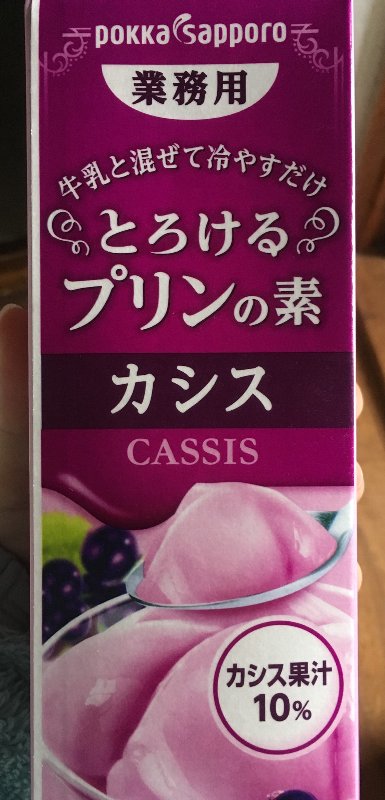 pokka sapporo
業務用
牛乳と混ぜて冷やすだけ
とろける
プリンの素
カシス
CASSIS
カシス果汁
10%